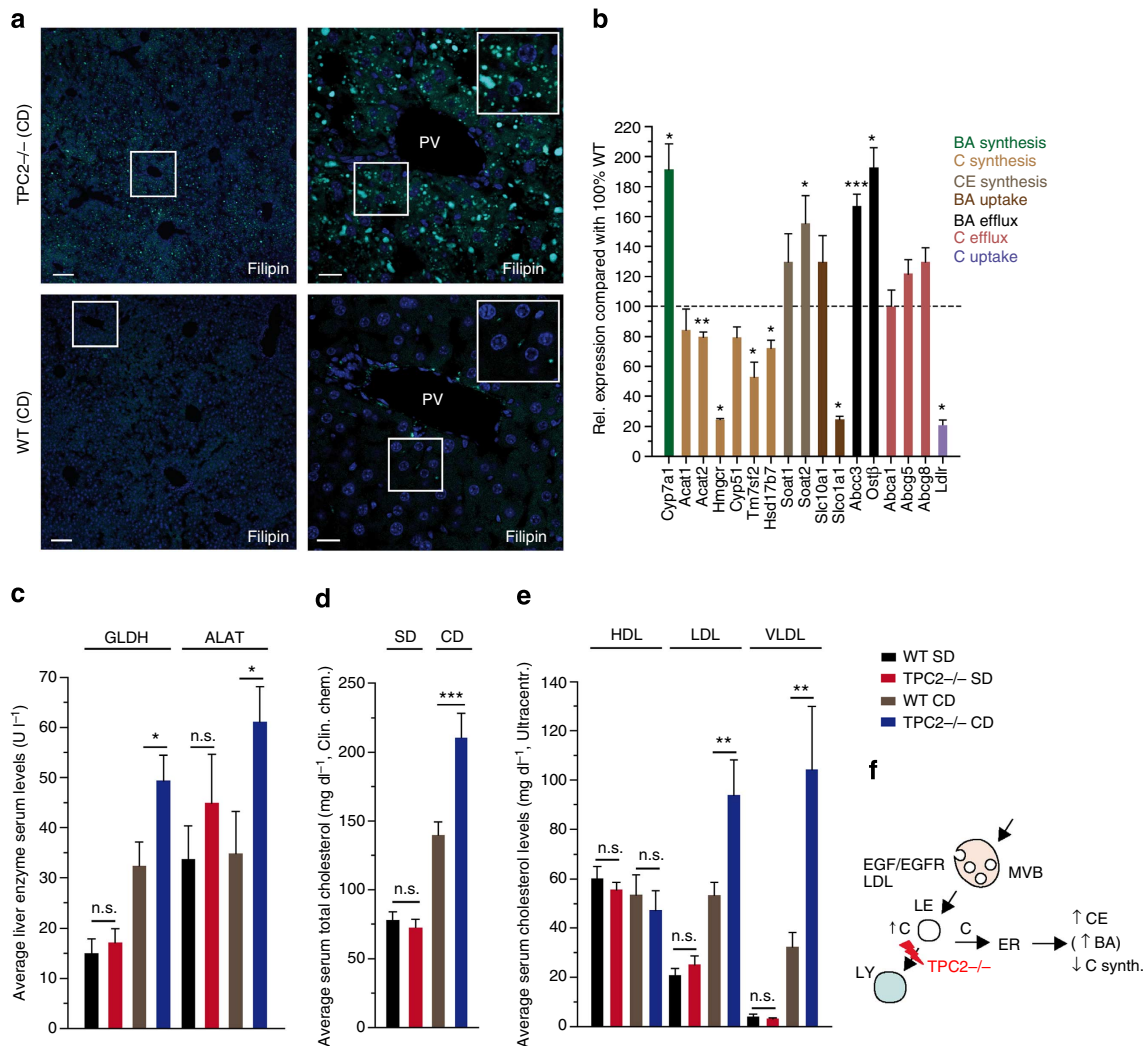 a
TPC2–/– (CD)
Filipin
PV
Filipin
WT (CD)
Filipin
PV
Filipin
b
Rel. expression compared with 100% WT
220
200
180
160
140
120
100
80
60
40
20
0
*
**
*
*
*
*
*
***
*
*
Cyp7a1
Acat1
Acat2
Hmgcr
Cyp51
Tm7sf2
Hsd17b7
Soat1
Soat2
Slc10a1
Slco1a1
Abcc3
Ostβ
Abca1
Abcg5
Abcg8
Ldlr
BA synthesis
C synthesis
CE synthesis
BA uptake
BA efflux
C efflux
C uptake
c
GLDH ALAT
Average liver enzyme serum levels (U l⁻¹)
70
60
50
40
30
20
10
0
n.s.
*
n.s.
*
d
SD CD
Average serum total cholesterol (mg dl⁻¹, Clin. chem.)
250
200
150
100
50
0
n.s.
***
e
HDL LDL VLDL
Average serum cholesterol levels (mg dl⁻¹, Ultracentr.)
140
120
100
80
60
40
20
0
n.s.
n.s.
n.s.
**
n.s.
**
WT SD
TPC2–/– SD
WT CD
TPC2–/– CD
f
EGF/EGFR
LDL
MVB
LE
↑C
C
ER
↑ CE
( ↑ BA)
↓ C synth.
TPC2–/–
LY